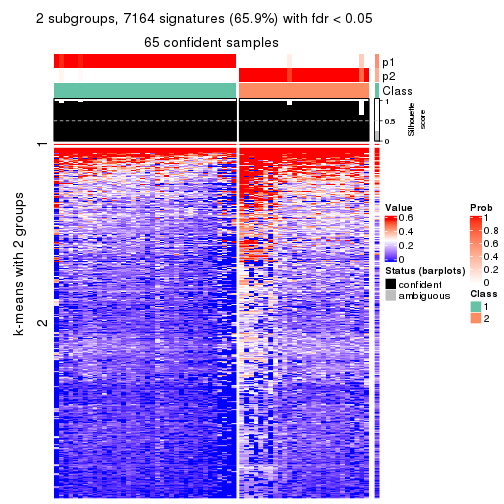 2 subgroups, 7164 signatures (65.9%) with fdr < 0.05
65 confident samples
p1
p2
Class
1
0.5
0
Silhouette
score
k-means with 2 groups
1
2
Value
0.6
0.4
0.2
0
Status (barplots)
confident
ambiguous
Prob
1
0.8
0.6
0.4
0.2
0
Class
1
2